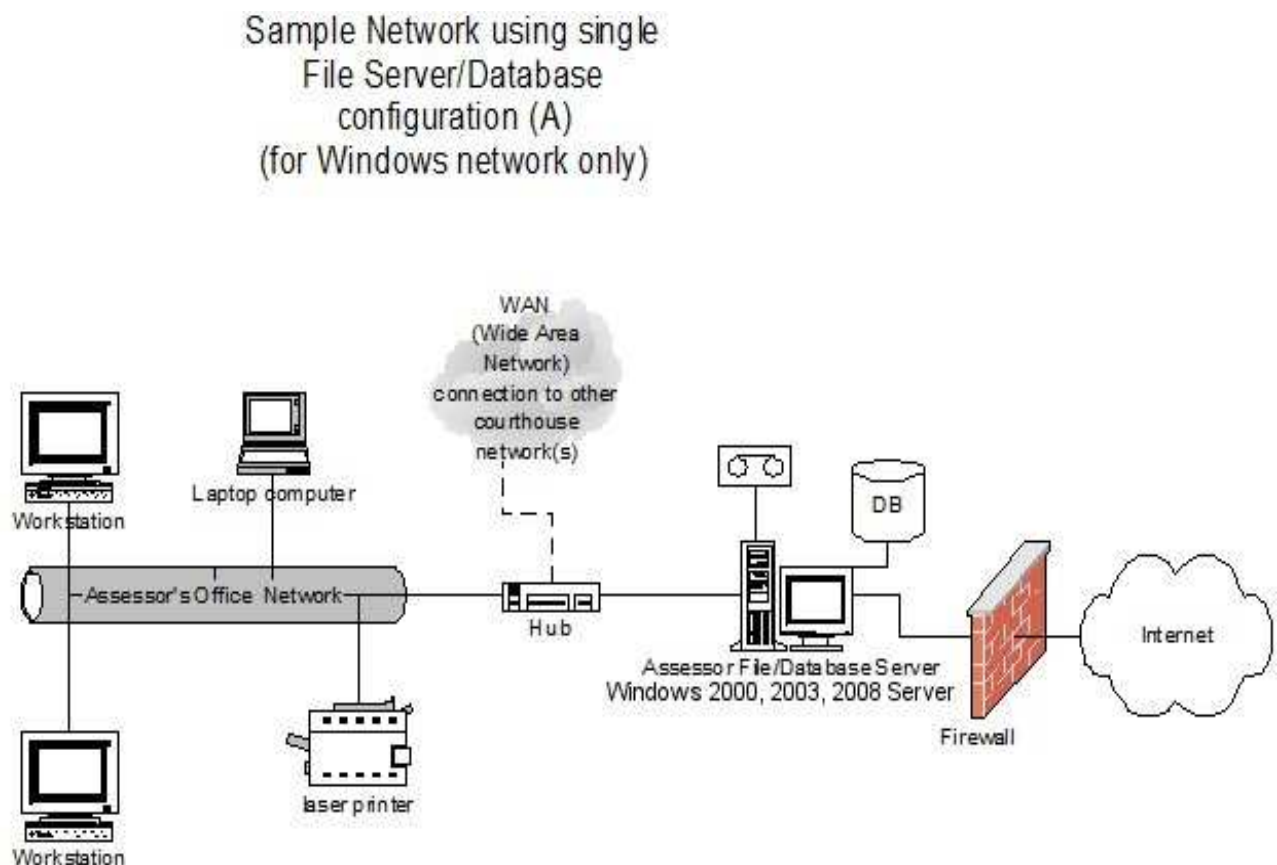 Sample Network using single
File Server/Database
configuration (A)
(for Windows network only)
WAN
(Wide Area
Network)
connection to other
courthouse
network(s)
Workstation
Laptop computer
DB
Assessor's Office Network
Hub
Assessor File/Database Server
Windows 2000, 2003, 2008 Server
Firewall
Internet
laser printer
Workstation